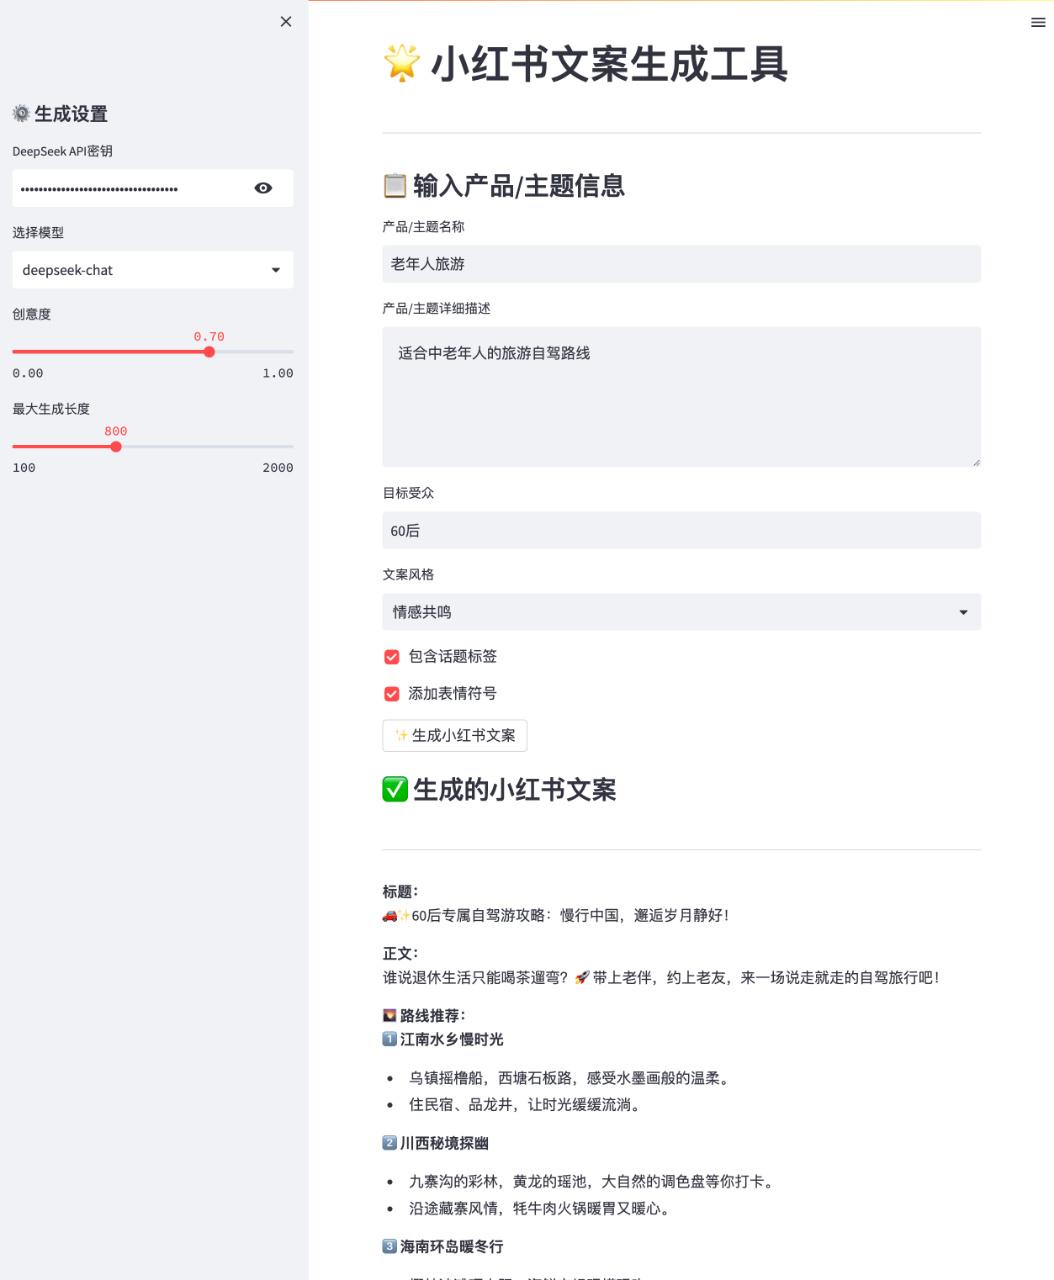 生成设置
DeepSeek API密钥
••••••••••••••••••••••••••••••••••
选择模型
deepseek-chat
创意度
0.70
0.00 1.00
最大生成长度
800
100 2000
🌟 小红书文案生成工具
📋 输入产品/主题信息
产品/主题名称
老年人旅游
产品/主题详细描述
适合中老年人的旅游自驾路线
目标受众
60后
文案风格
情感共鸣
包含话题标签
添加表情符号
✨ 生成小红书文案
✅ 生成的小红书文案
标题：
🚗✨60后专属自驾游攻略：慢行中国，邂逅岁月静好！
正文：
谁说退休生活只能喝茶遛弯？🚀 带上老伴，约上老友，来一场说走就走的自驾旅行吧！
🌄 路线推荐：
1️⃣ 江南水乡慢时光
• 乌镇摇橹船，西塘石板路，感受水墨画般的温柔。
• 住民宿、品龙井，让时光缓缓流淌。
2️⃣ 川西秘境探幽
• 九寨沟的彩林，黄龙的瑶池，大自然的调色盘等你打卡。
• 沿途藏寨风情，牦牛肉火锅暖胃又暖心。
3️⃣ 海南环岛暖冬行